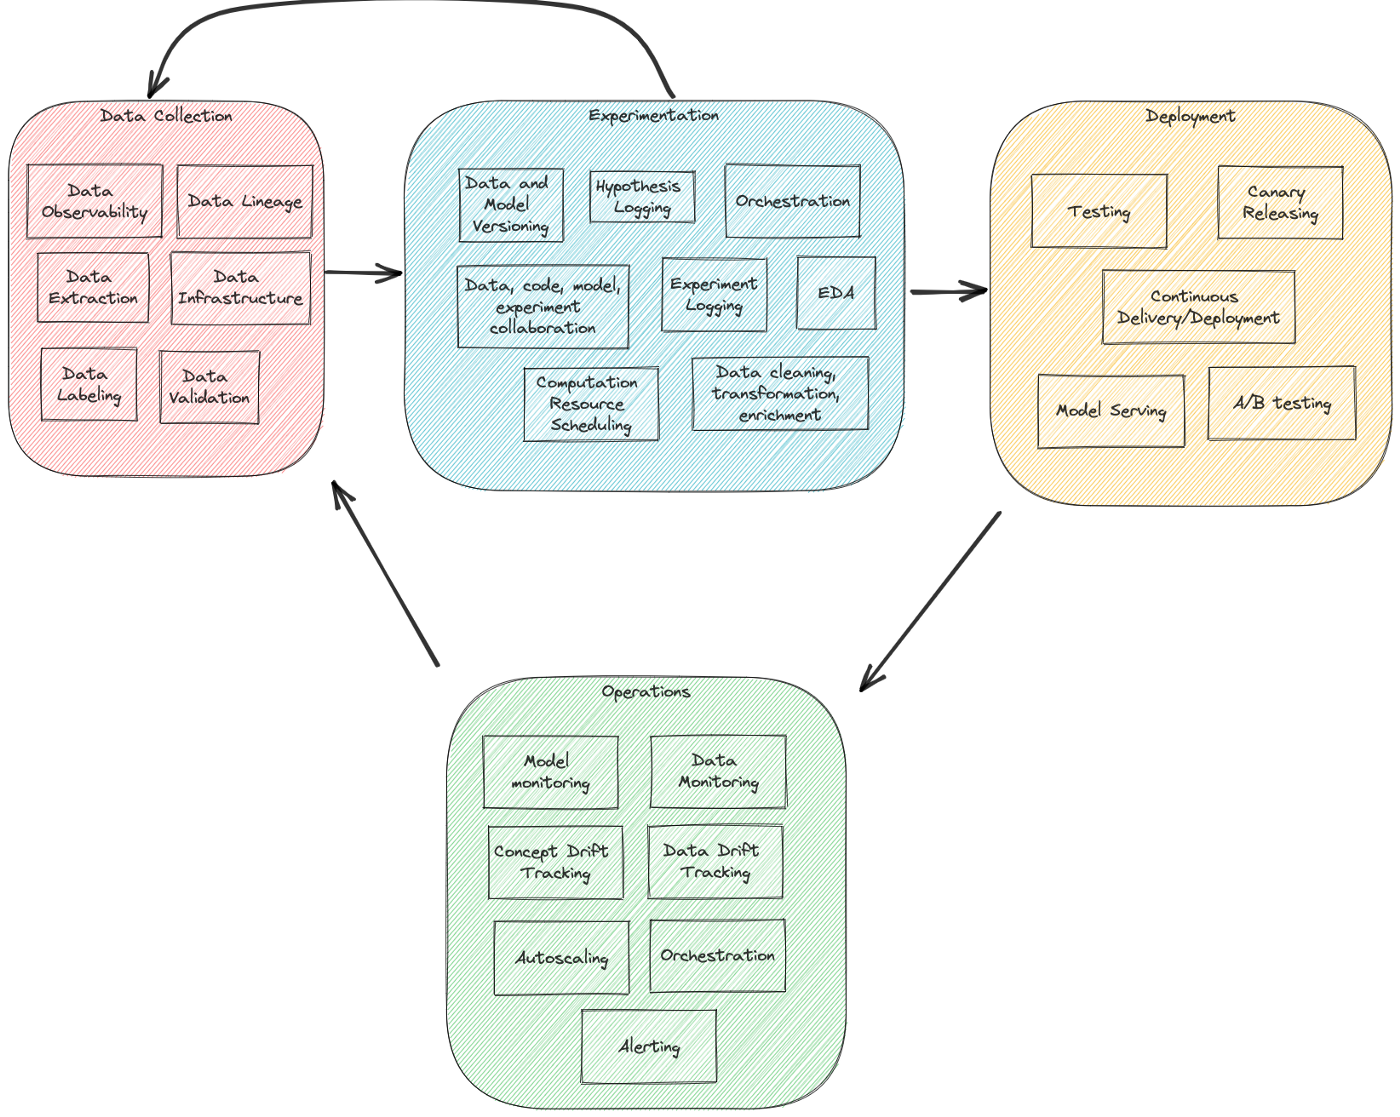 Data Collection
Data
Observability
Data Lineage
Data
Extraction
Data
Infrastructure
Data
Labeling
Data
Validation
Experimentation
Data and
Model
Versioning
Hypothesis
Logging
Orchestration
Data, code, model,
experiment
collaboration
Experiment
Logging
EDA
Computation
Resource
Scheduling
Data cleaning,
transformation,
enrichment
Deployment
Testing
Canary
Releasing
Continuous
Delivery/Deployment
Model Serving
A/B testing
Operations
Model
monitoring
Data
Monitoring
Concept Drift
Tracking
Data Drift
Tracking
Autoscaling
Orchestration
Alerting